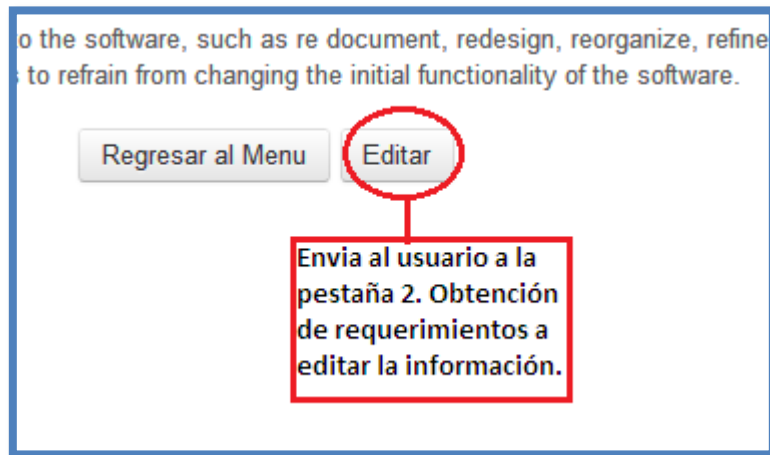 to the software, such as re document, redesign, reorganize, refine
to refrain from changing the initial functionality of the software.
Regresar al Menu Editar
Envia al usuario a la
pestaña 2. Obtención
de requerimientos a
editar la información.